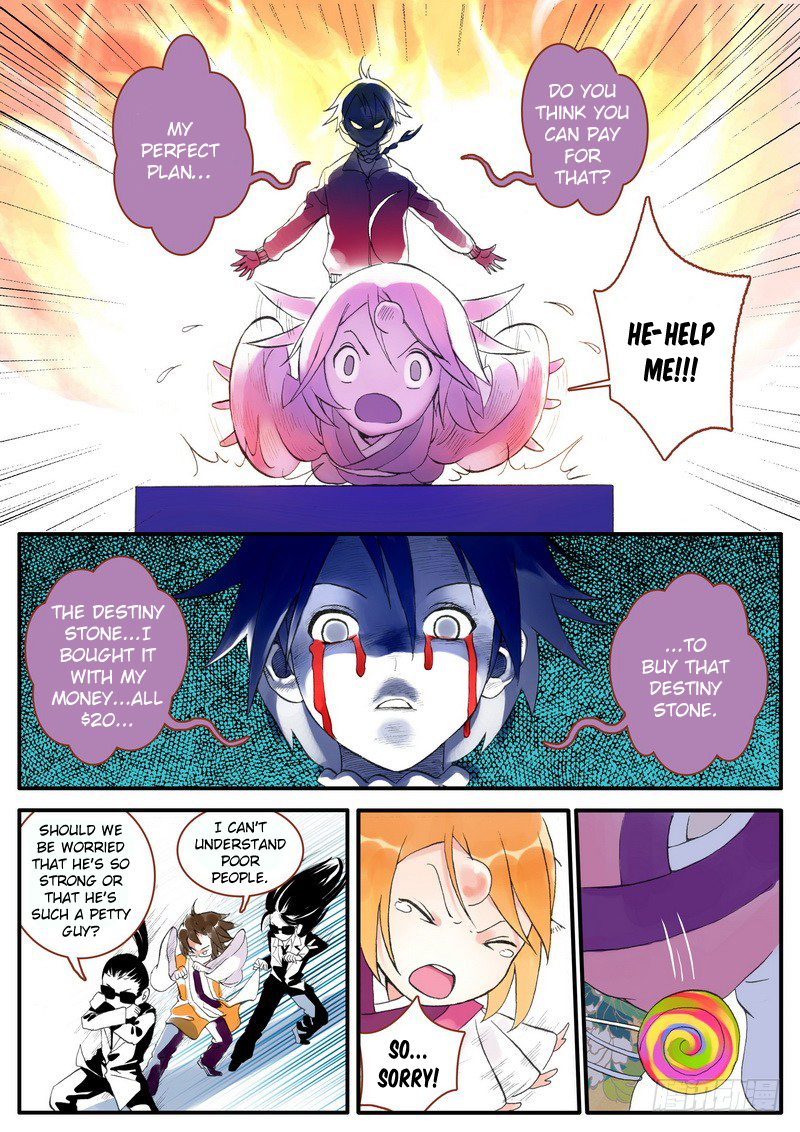 MY
PERFECT
PLAN...
DO YOU
THINK YOU
CAN PAY
FOR
THAT?
HE-HELP
ME!!!
THE DESTINY
STONE...I
BOUGHT IT
WITH MY
MONEY...ALL
$20...
...TO
BUY THAT
DESTINY
STONE.
SHOULD WE
BE WORRIED
THAT HE'S SO
STRONG OR
THAT HE'S
SUCH A PETTY
GUY?
I CAN'T
UNDERSTAND
POOR
PEOPLE.
SO...
SORRY!